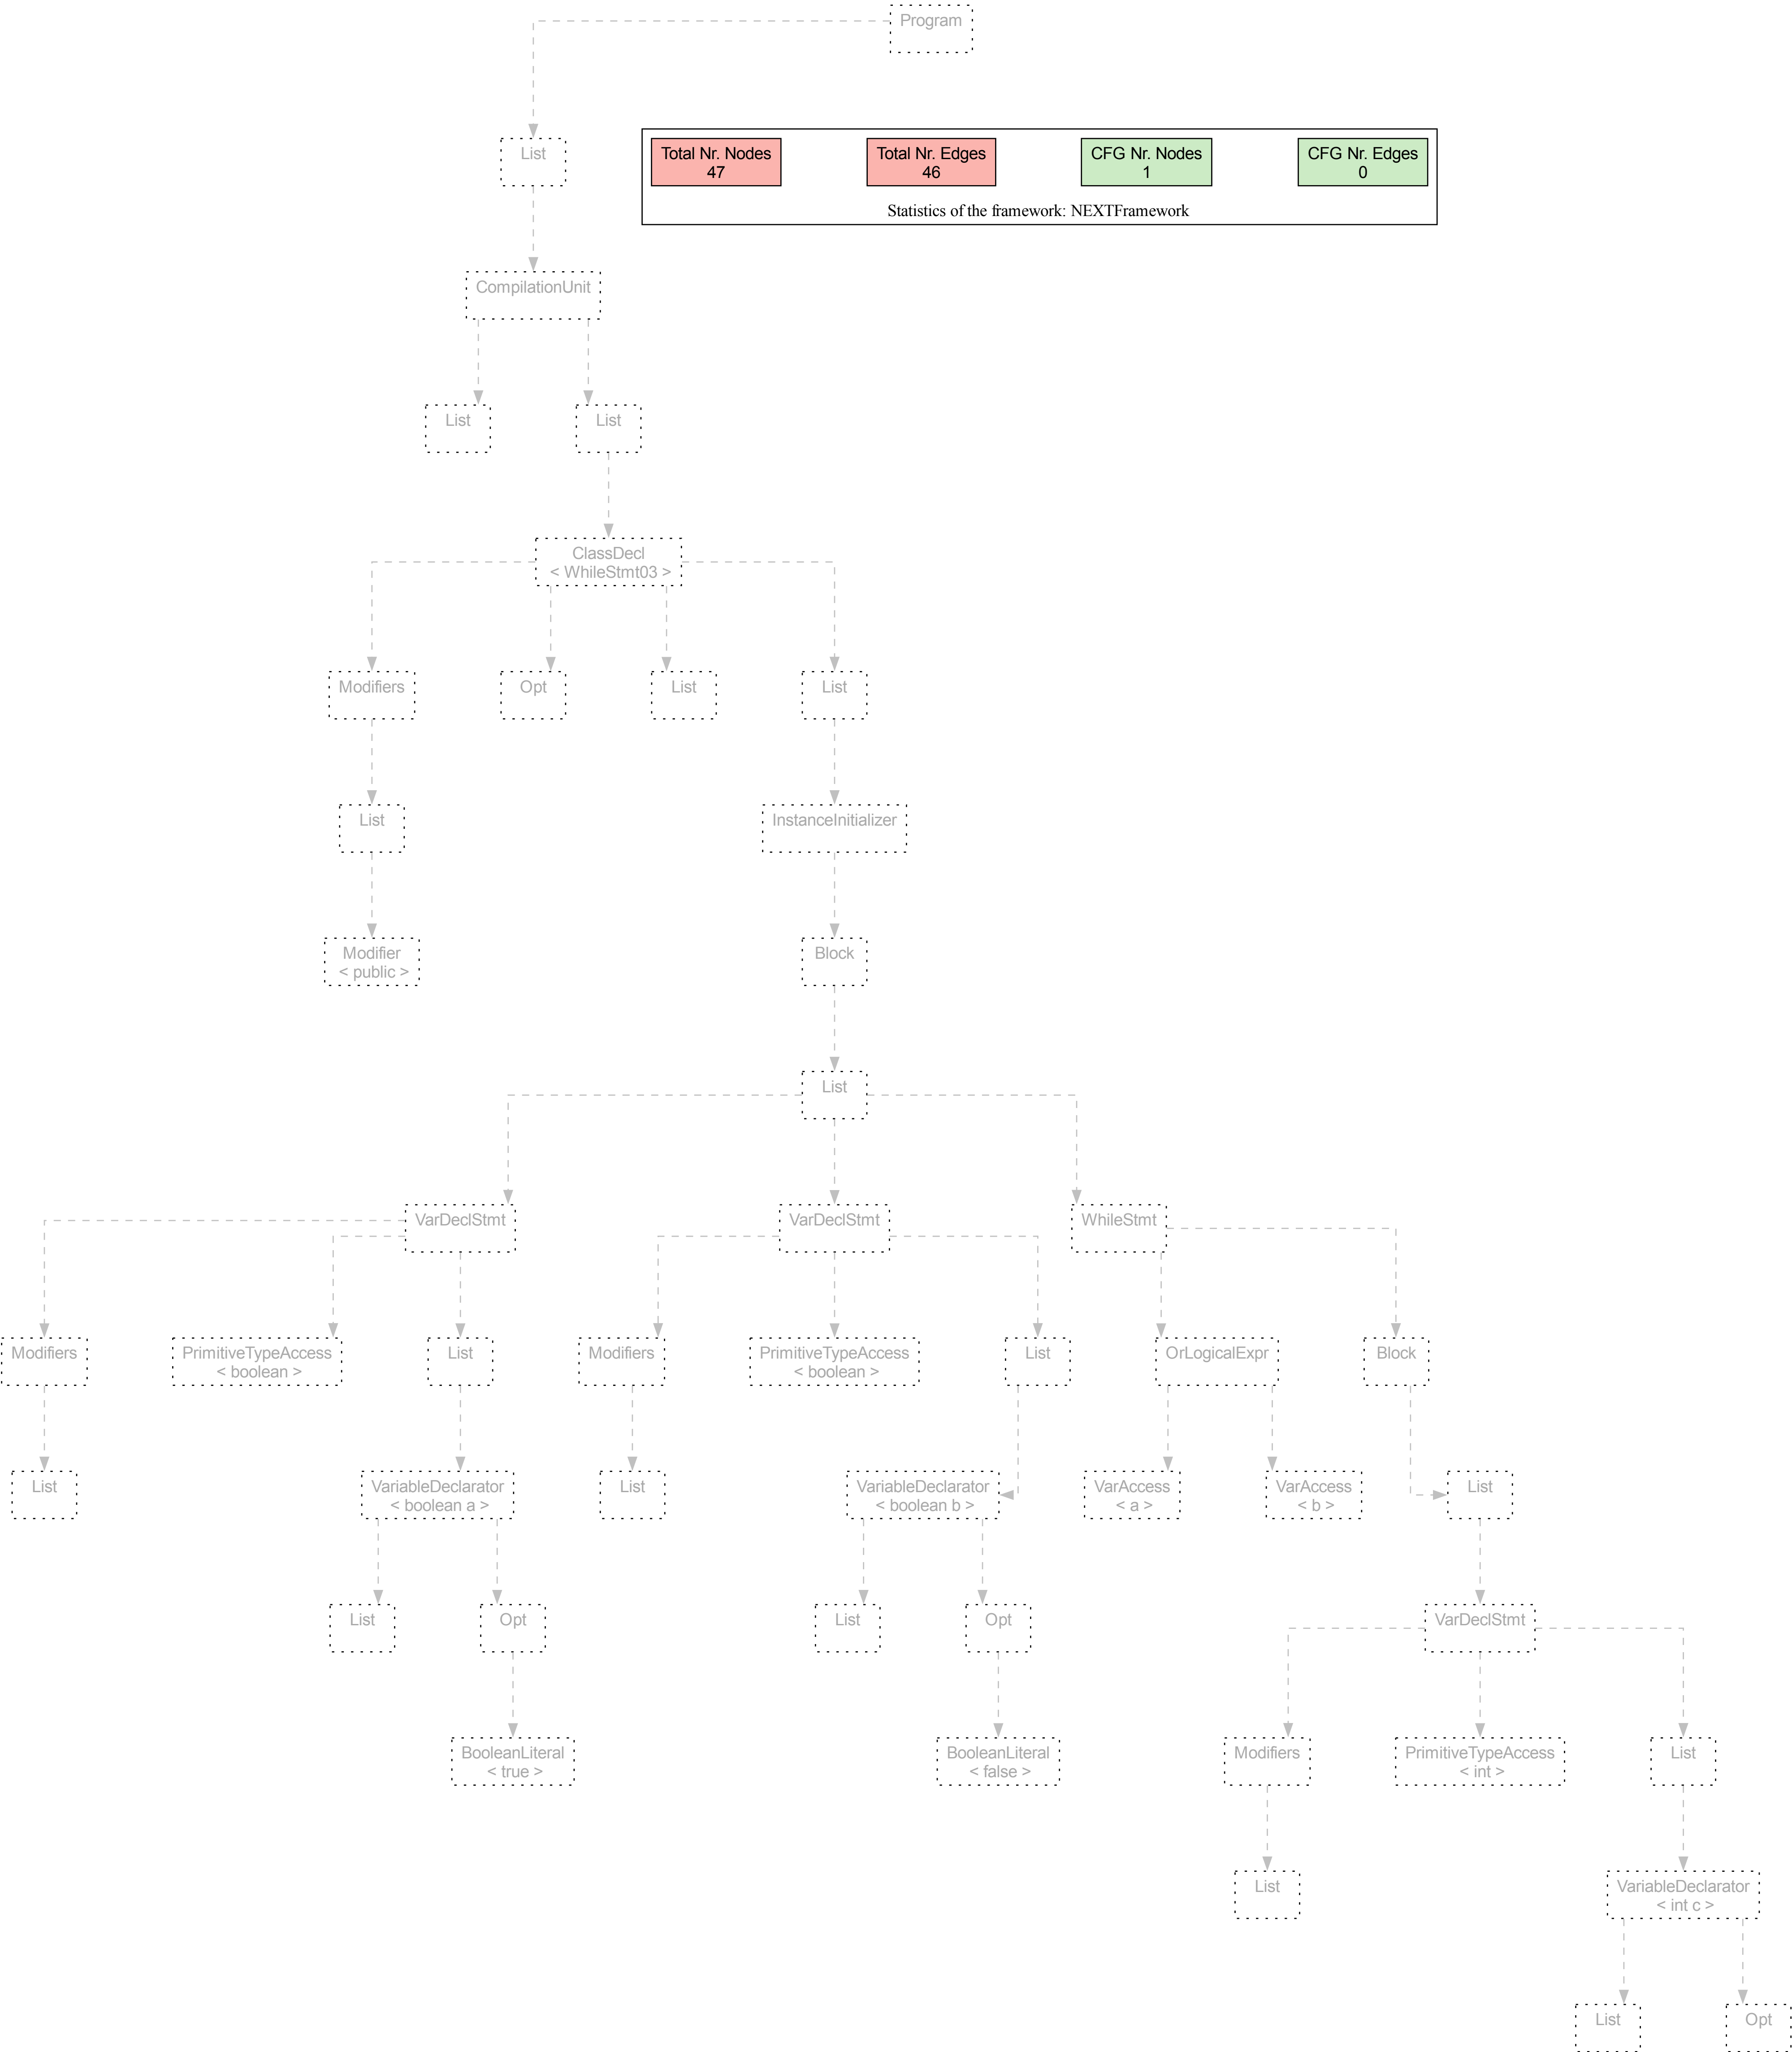 Program
List
Total Nr. Nodes
47
Total Nr. Edges
46
CFG Nr. Nodes
1
CFG Nr. Edges
0
Statistics of the framework: NEXTFramework
CompilationUnit
List
List
ClassDecl
< WhileStmt03 >
Modifiers
Opt
List
List
List
InstanceInitializer
Modifier
< public >
Block
List
VarDeclStmt
VarDeclStmt
WhileStmt
Modifiers
PrimitiveTypeAccess
< boolean >
List
Modifiers
PrimitiveTypeAccess
< boolean >
List
OrLogicalExpr
Block
List
VariableDeclarator
< boolean a >
List
VariableDeclarator
< boolean b >
VarAccess
< a >
VarAccess
< b >
List
List
Opt
List
Opt
VarDeclStmt
BooleanLiteral
< true >
BooleanLiteral
< false >
Modifiers
PrimitiveTypeAccess
< int >
List
List
VariableDeclarator
< int c >
List
Opt